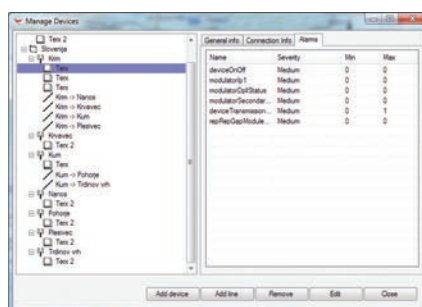 Manage Devices
Terx 2
Slovenija
Krim
Terx
Terx
Terx
Krim -> Nanos
Krim -> Krvavec
Krim -> Kum
Krim -> Plesivec
Krvavec
Terx 2
Kum
Terx
Kum -> Pohorje
Kum -> Trdinov vrh
Nanos
Terx 2
Pohorje
Terx 2
Plesivec
Terx 2
Trdinov vrh
Terx 2
General info Connection Info Alarms
Name Severity Min Max
deviceOnOff Medium 0 0
modulatorIp1 Medium 0 0
modulatorDpllStatus Medium 0 0
modulatorSecondar... Medium 0 0
deviceTransmission... Medium 0 1
repRepGapModule... Medium 0 0
Add device Add line Remove Edit Close